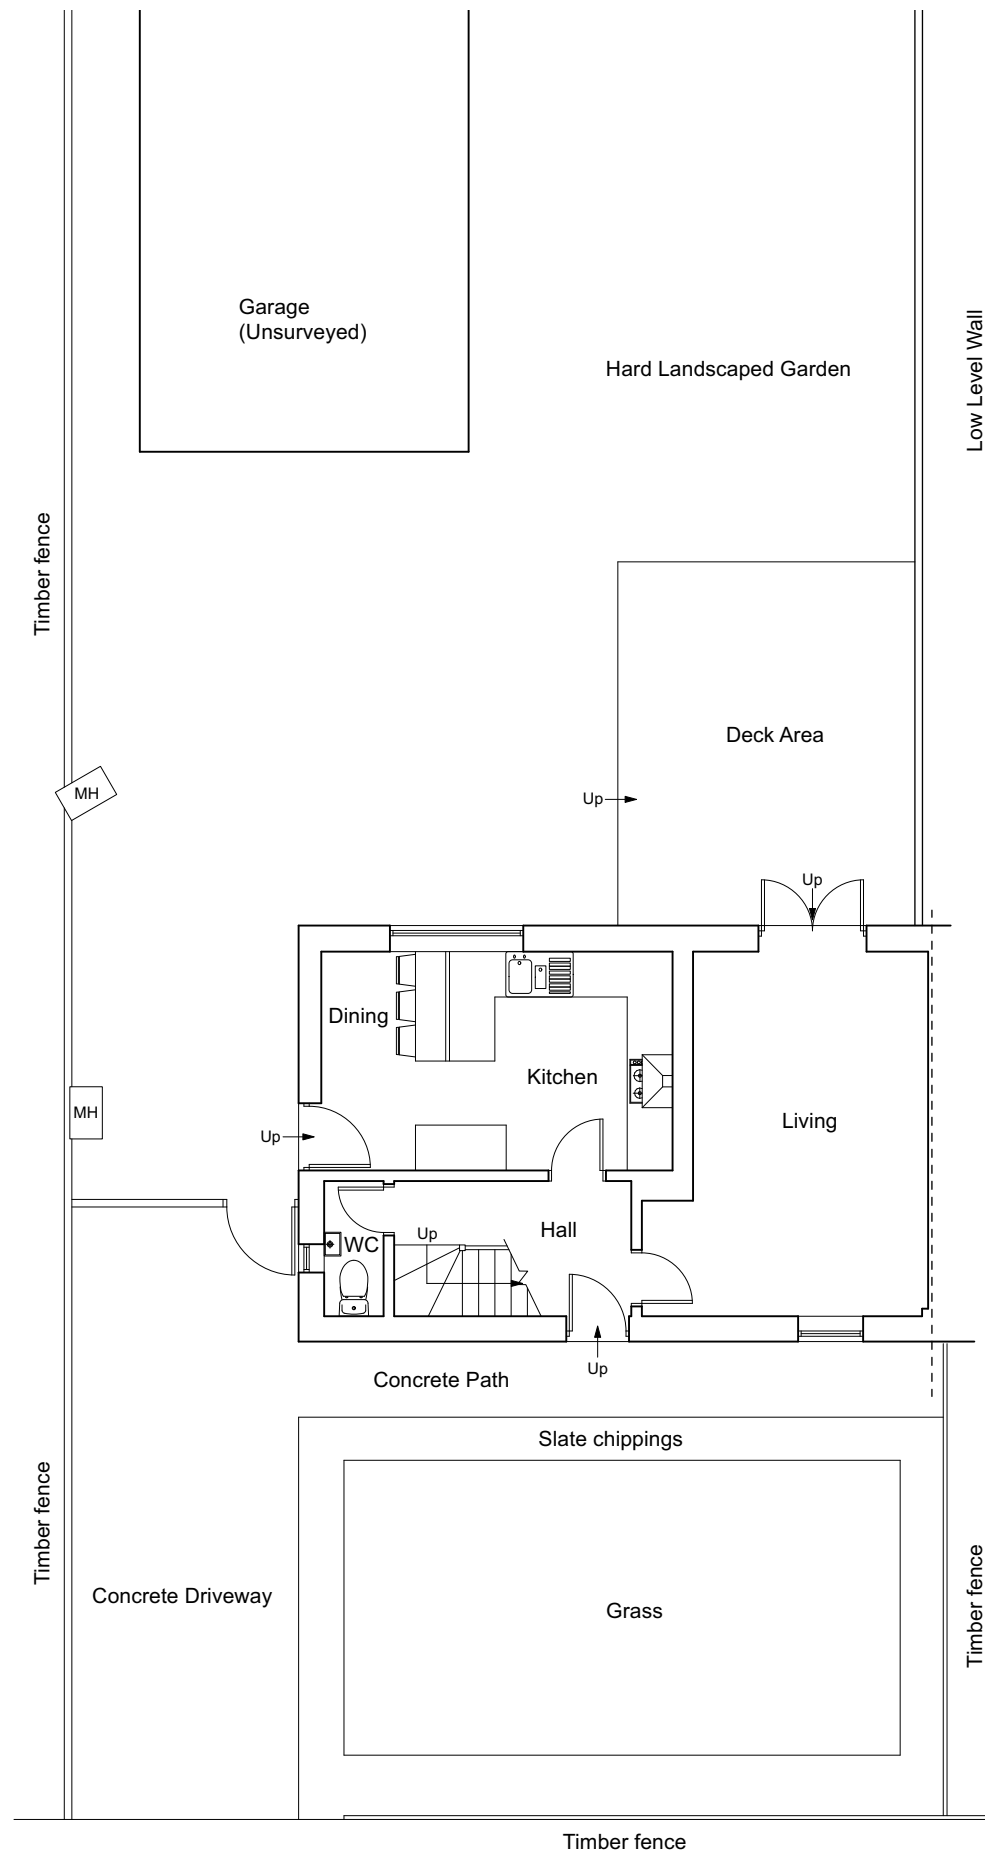 Garage
(Unsurveyed)
Low Level Wall
Hard Landscaped Garden
Timber fence
Deck Area
MH
Up
Up
Dining
Kitchen
MH
Living
Up
Up
Hall
WC
Up
Concrete Path
Slate chippings
Timber fence
Concrete Driveway
Grass
Timber fence
Timber fence